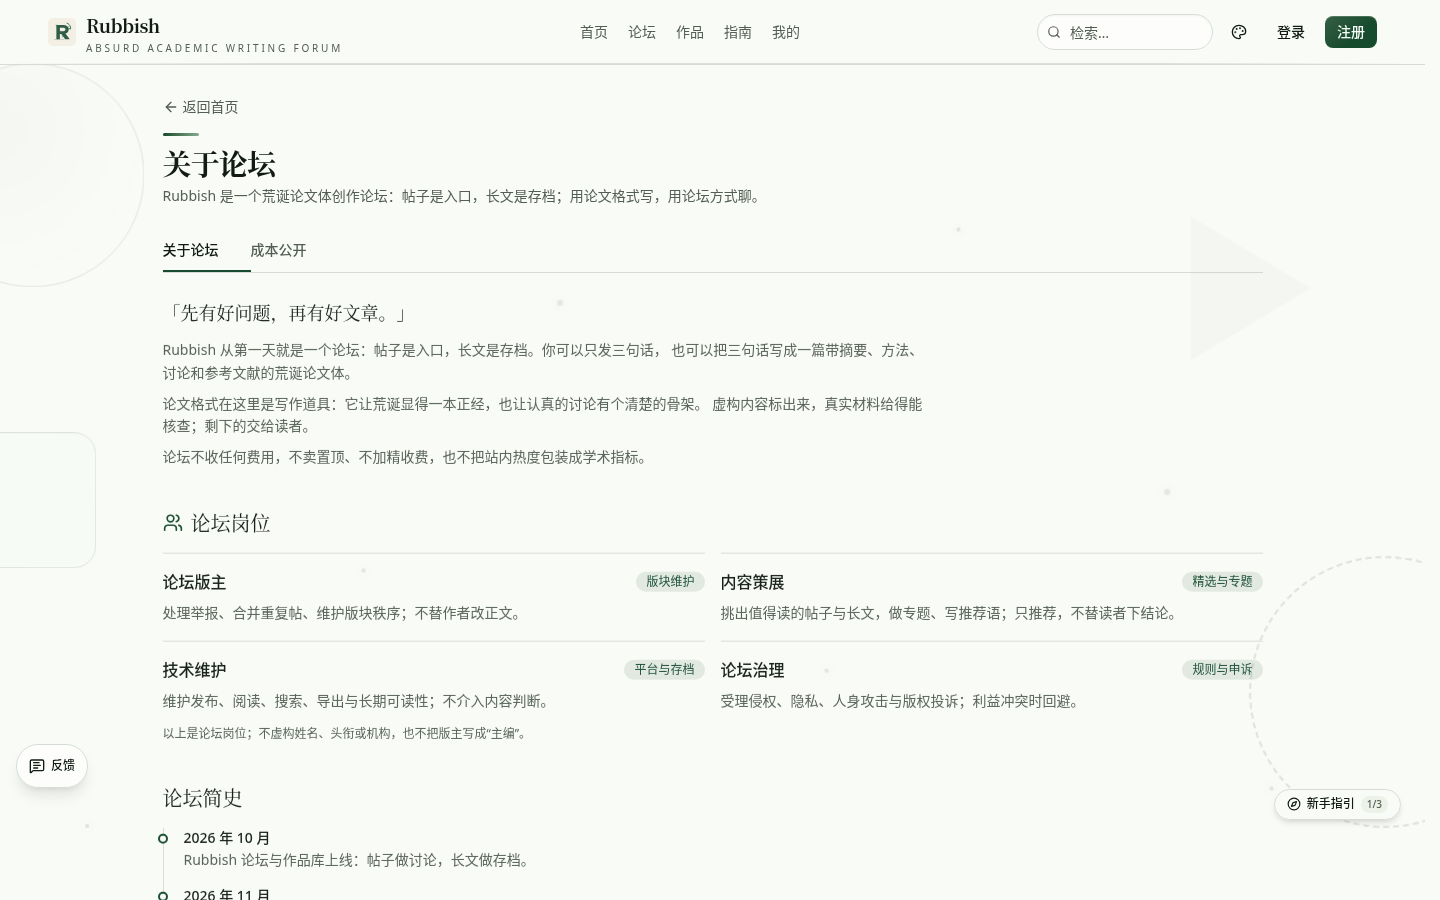 Rubbish
ABSURD ACADEMIC WRITING FORUM
首页 论坛 作品 指南 我的
检索...
登录
注册
返回首页
关于论坛
Rubbish 是一个荒诞论文体创作论坛：帖子是入口，长文是存档；用论文格式写，用论坛方式聊。
关于论坛 成本公开
「先有好问题，再有好文章。」
Rubbish 从第一天就是一个论坛：帖子是入口，长文是存档。你可以只发三句话， 也可以把三句话写成一篇带摘要、方法、
讨论和参考文献的荒诞论文体。
论文格式在这里是写作道具：它让荒诞显得一本正经，也让认真的讨论有个清楚的骨架。 虚构内容标出来，真实材料给得能
核查；剩下的交给读者。
论坛不收任何费用，不卖置顶、不加精收费，也不把站内热度包装成学术指标。
论坛岗位
论坛版主 版块维护
处理举报、合并重复帖、维护版块秩序；不替作者改正文。
内容策展 精选与专题
挑出值得读的帖子与长文，做专题、写推荐语；只推荐，不替读者下结论。
技术维护 平台与存档
维护发布、阅读、搜索、导出与长期可读性；不介入内容判断。
论坛治理 规则与申诉
受理侵权、隐私、人身攻击与版权投诉；利益冲突时回避。
以上是论坛岗位；不虚构姓名、头衔或机构，也不把版主写成“主编”。
反馈
论坛简史
新手指引 1/3
2026 年 10 月
Rubbish 论坛与作品库上线：帖子做讨论，长文做存档。
2026 年 11 月